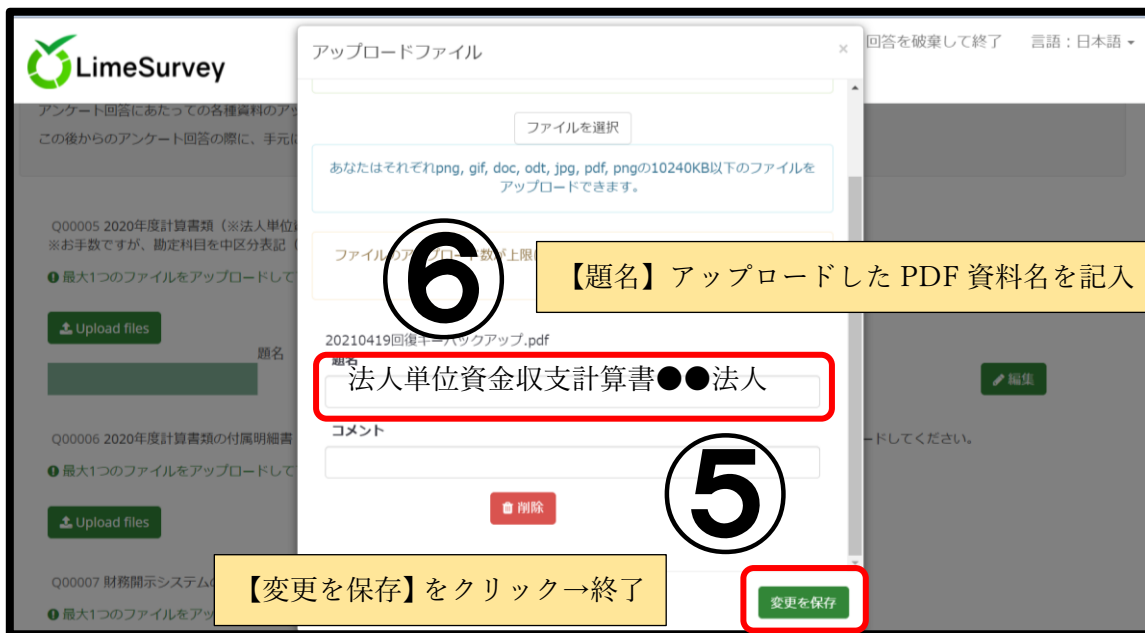 LimeSurvey
回答を破棄して終了
言語：日本語
アップロードファイル
×
アンケート回答にあたっての各種資料のアッ
この後からのアンケート回答の際に、手元に
ファイルを選択
あなたはそれぞれpng, gif, doc, odt, jpg, pdf, pngの10240KB以下のファイルを
アップロードできます。
Q00005 2020年度計算書類（※法人単位
※お手数ですが、勘定科目を中区分表記（
最大1つのファイルをアップロードして
ファイルのアップロード数が上限
⑥
【題名】アップロードした PDF 資料名を記入
Upload files
題名
20210419回復キーバックアップ.pdf
題名
法人単位資金収支計算書●●法人
編集
コメント
Q00006 2020年度計算書類の付属明細書
ードしてください。
最大1つのファイルをアップロードして
⑤
削除
Upload files
Q00007 財務開示システム
【変更を保存】をクリック→終了
最大1つのファイルをアッ
変更を保存